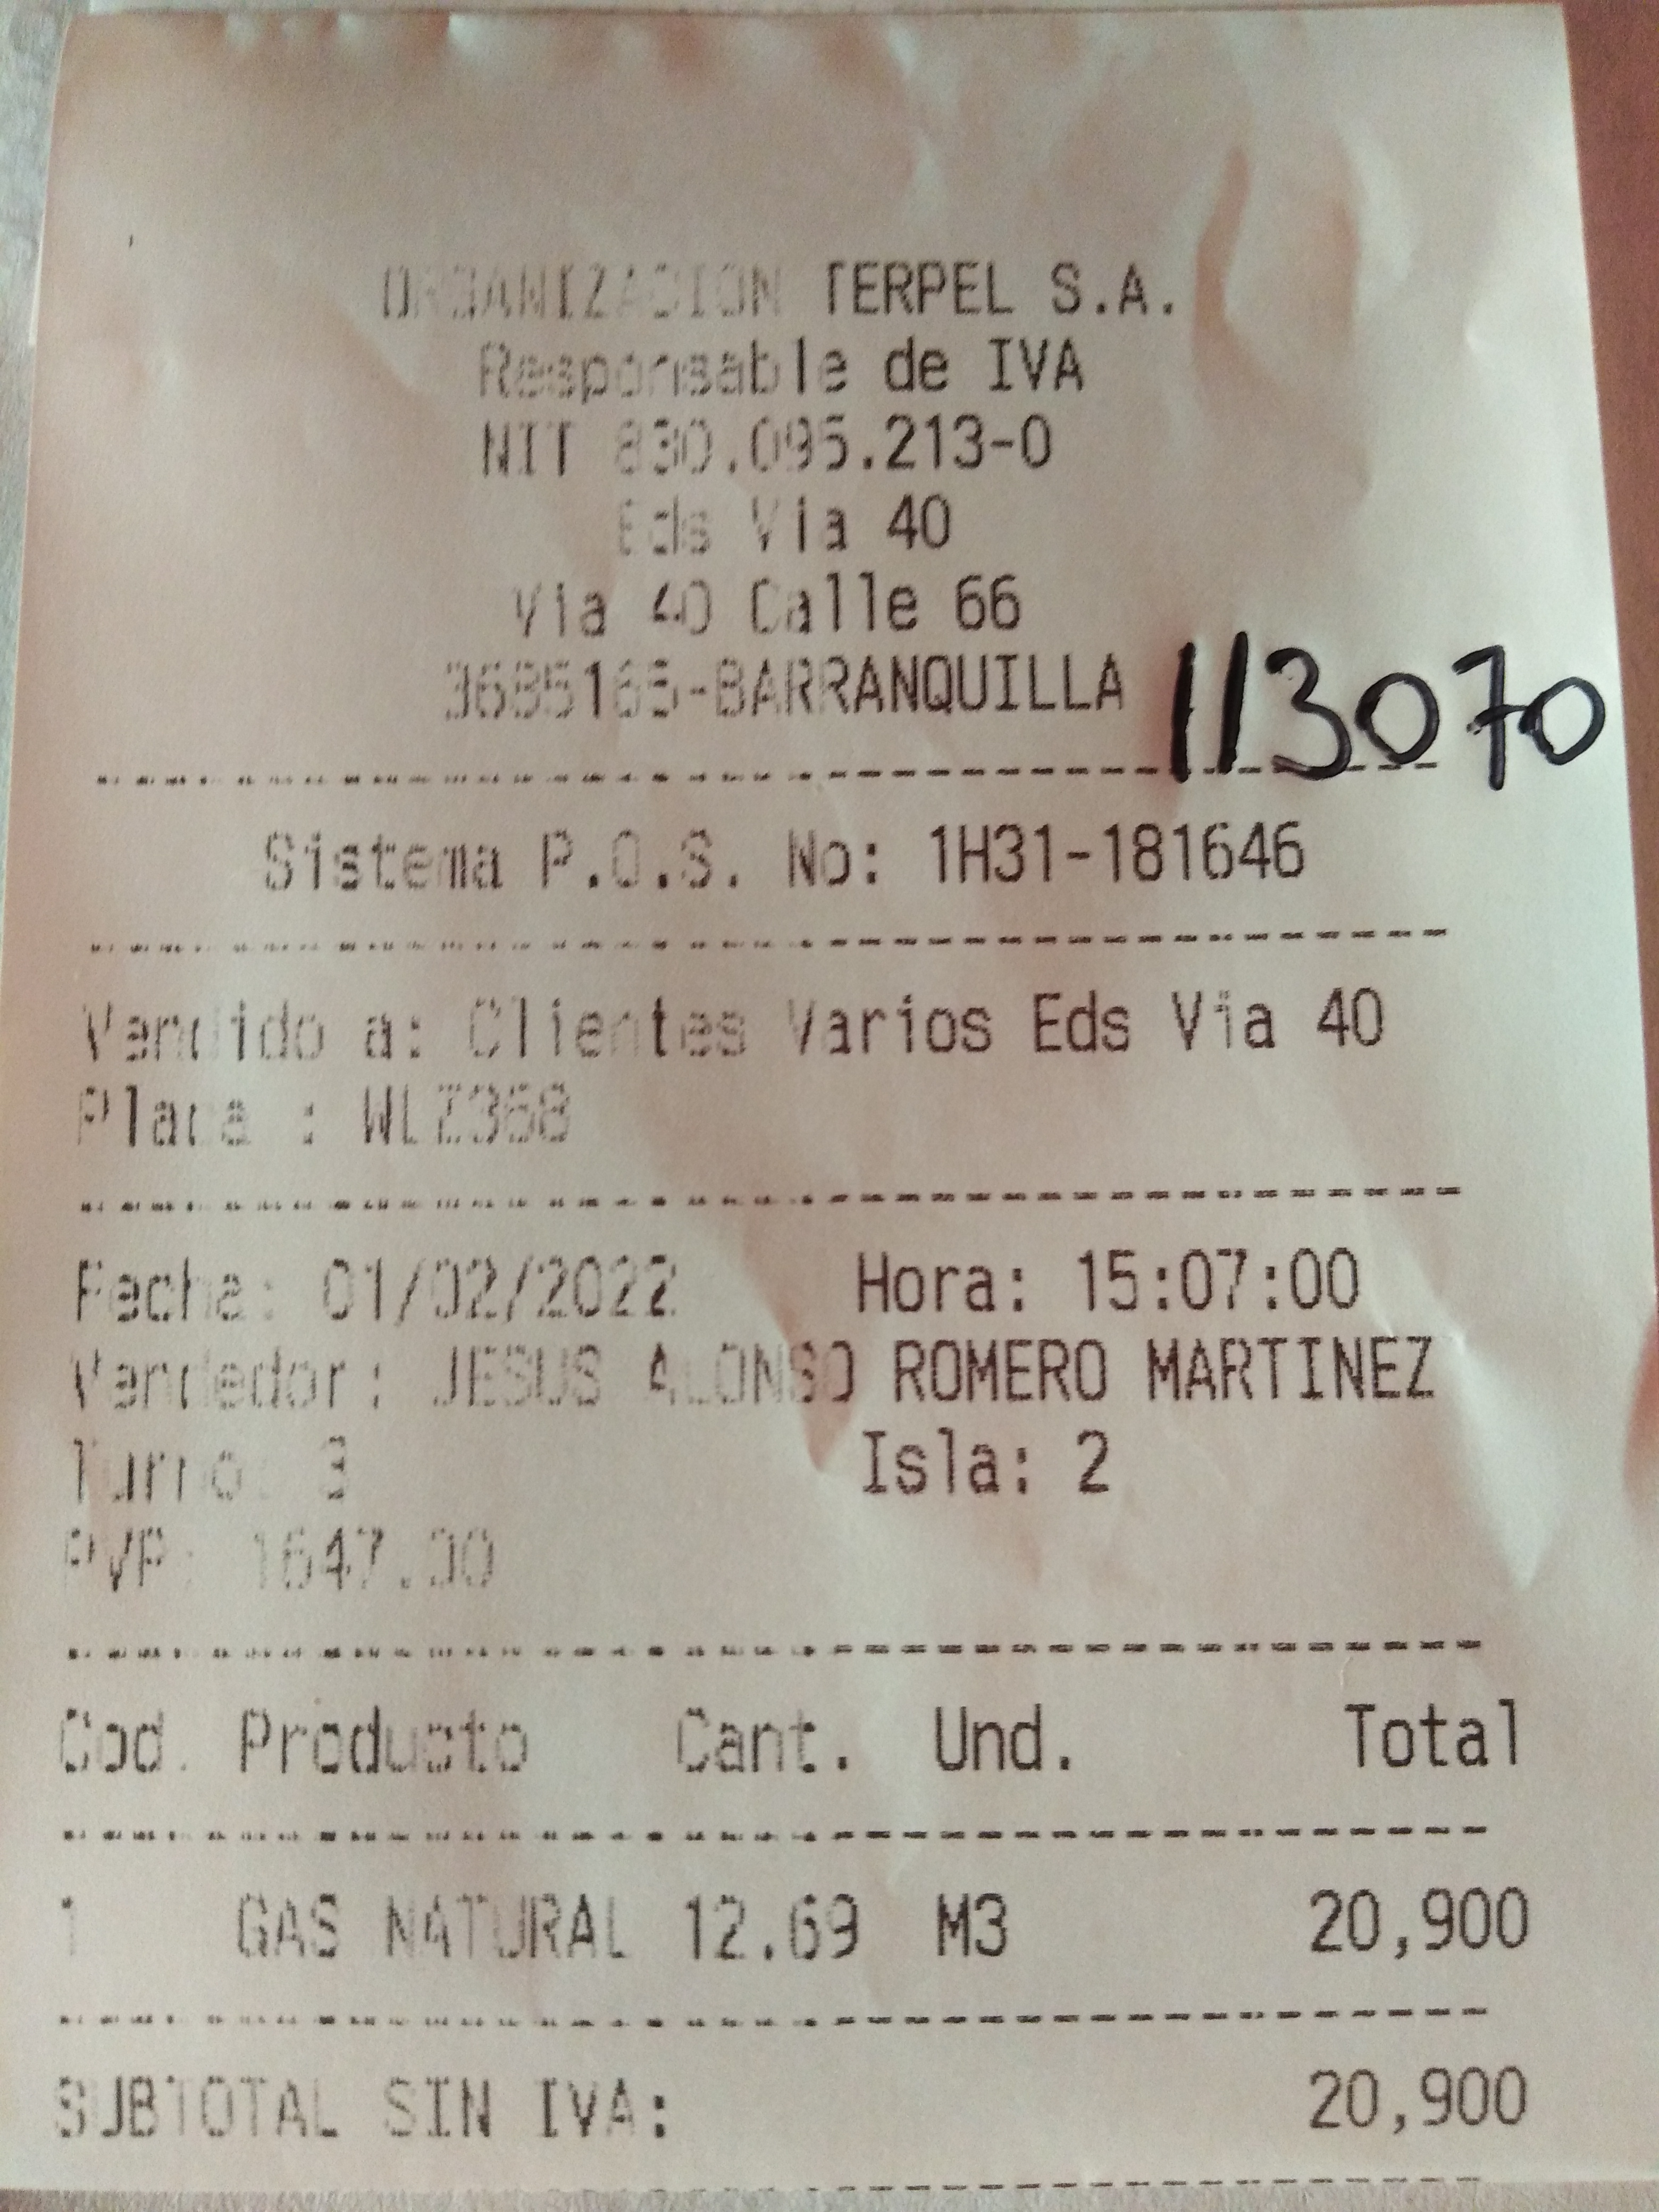 ORGANIZACION TERPEL S.A.
Responsable de IVA
NIT 830.095.213-0
Eds Via 40
Via 40 Calle 66
3685165-BARRANQUILLA 113070
Sistema P.O.S. No: 1H31-181646
Vendido a: Clientes Varios Eds Via 40
Placa : WLZ368
Fecha: 01/02/2022 Hora: 15:07:00
Vendedor: JESUS ALONSO ROMERO MARTINEZ
Turno: 3 Isla: 2
PVP: 1647.00
Cod. Producto Cant. Und. Total
1 GAS NATURAL 12.69 M3 20,900
SUBTOTAL SIN IVA: 20,900